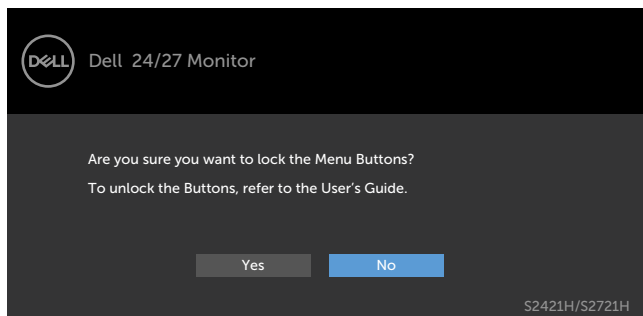 DELL
Dell 24/27 Monitor
Are you sure you want to lock the Menu Buttons?
To unlock the Buttons, refer to the User's Guide.
Yes
No
S2421H/S2721H